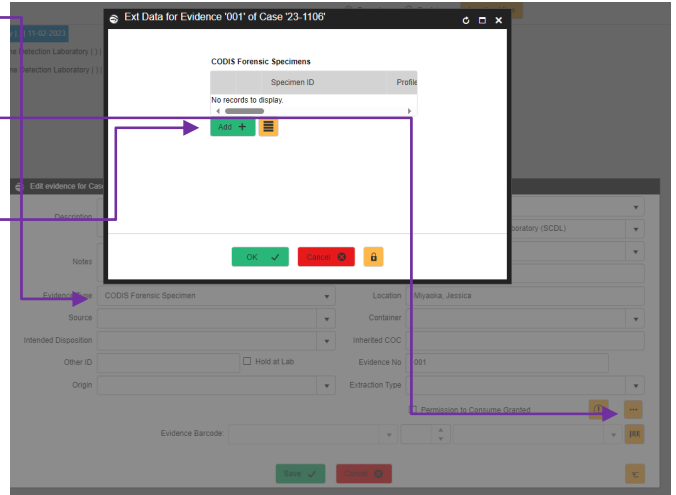 Ext Data for Evidence '001' of Case '23-1106'
11-03-2023
Detection Laboratory ( )
Detection Laboratory ( )
CODIS Forensic Specimens
Specimen ID Profile
No records to display.
Add +
OK Cancel
Edit evidence for Cas
Description
boratory (SCDL)
Notes
Evidence Type CODIS Forensic Specimen Location Miyaoka, Jessica
Source Container
Intended Disposition Inherited COC
Other ID Hold at Lab Evidence No 001
Origin Extraction Type
Permission to Consume Granted
Evidence Barcode:
Save Cancel